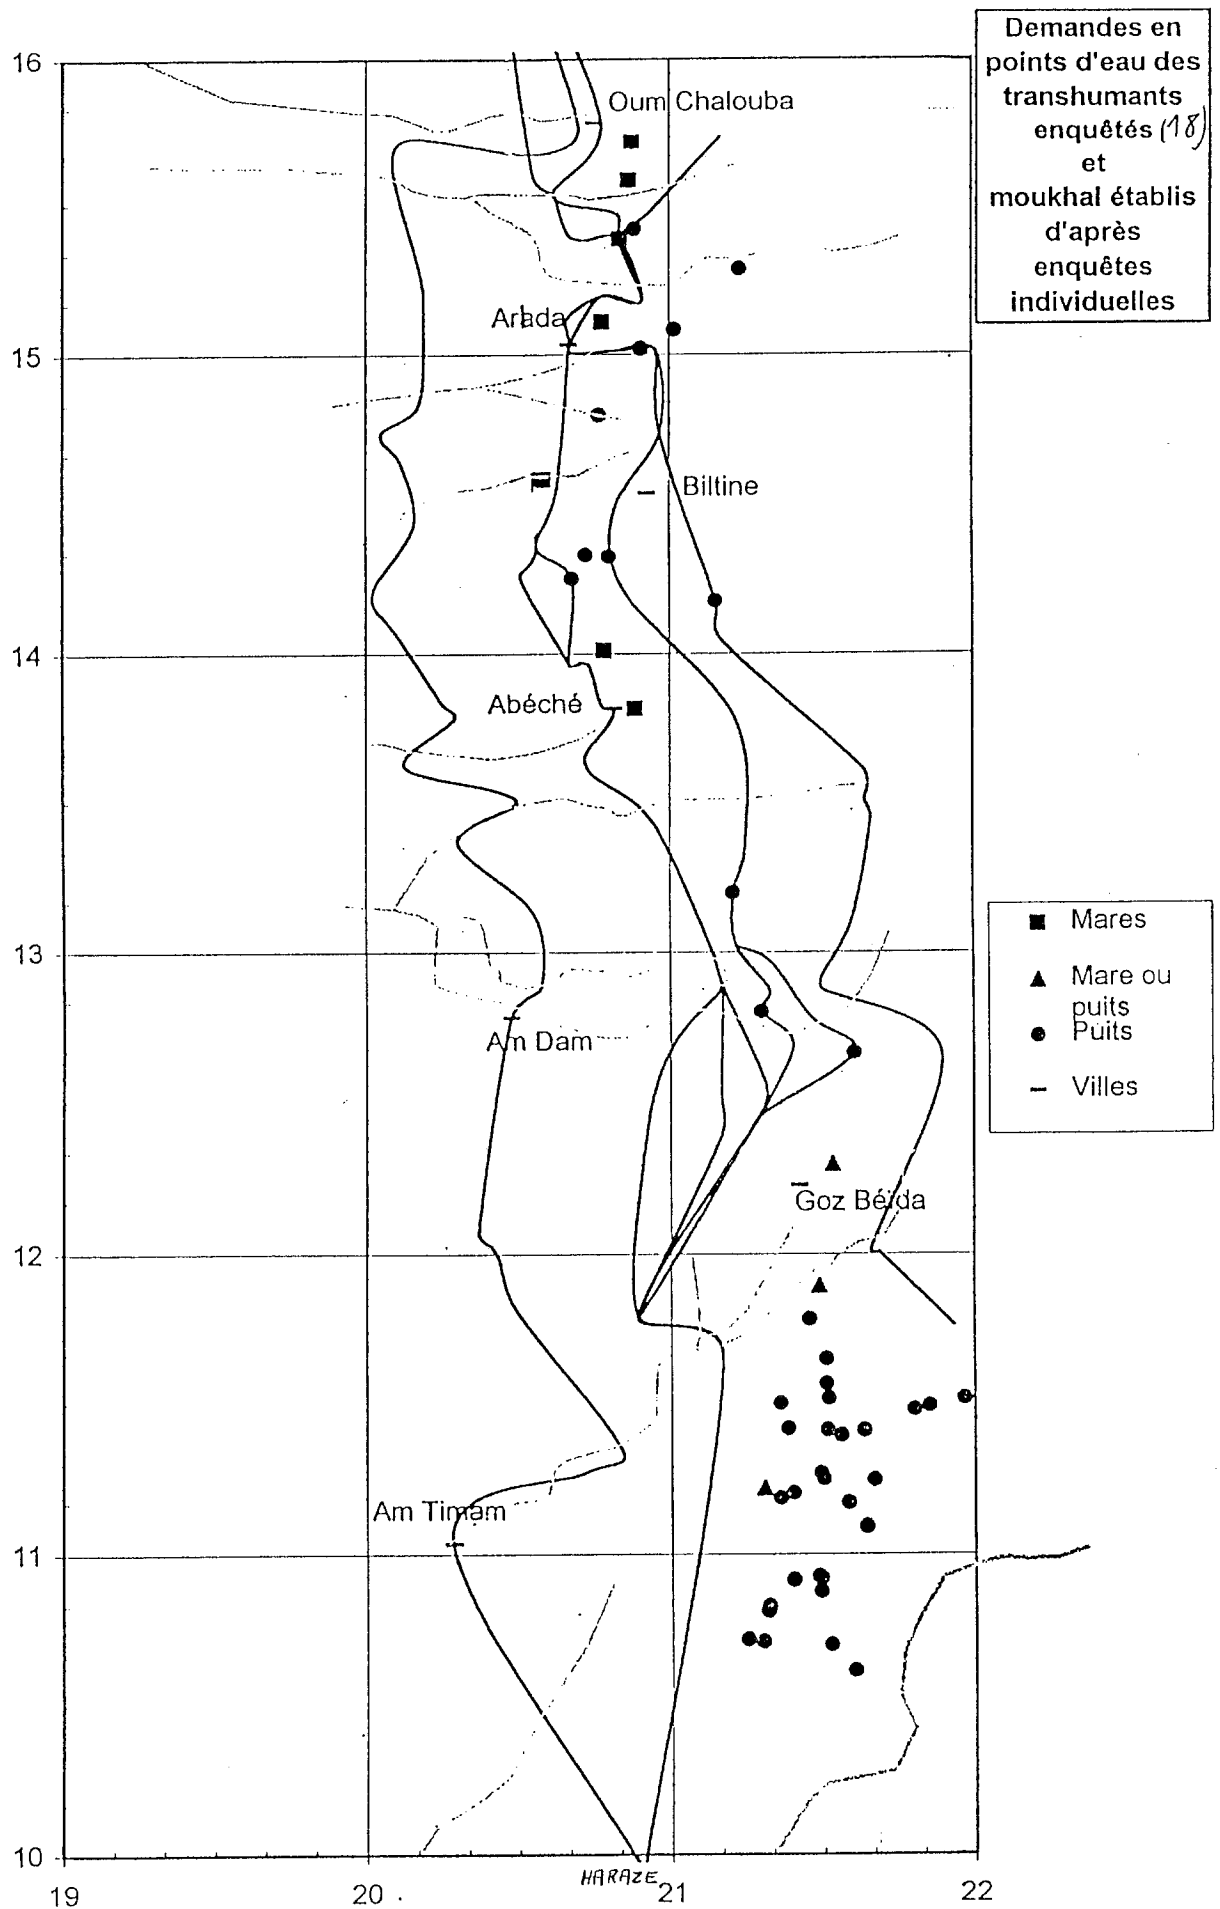 Demandes en
points d'eau des
transhumants
enquêtés (18)
et
moukhal établis
d'après
enquêtes
individuelles
16
Oum Chalouba
Arada
15
Biltine
14
Abéché
13
Am Dam
Goz Béida
12
Am Timam
11
10
HARAZE
19
20
21
22
Mares
Mare ou
puits
Puits
Villes